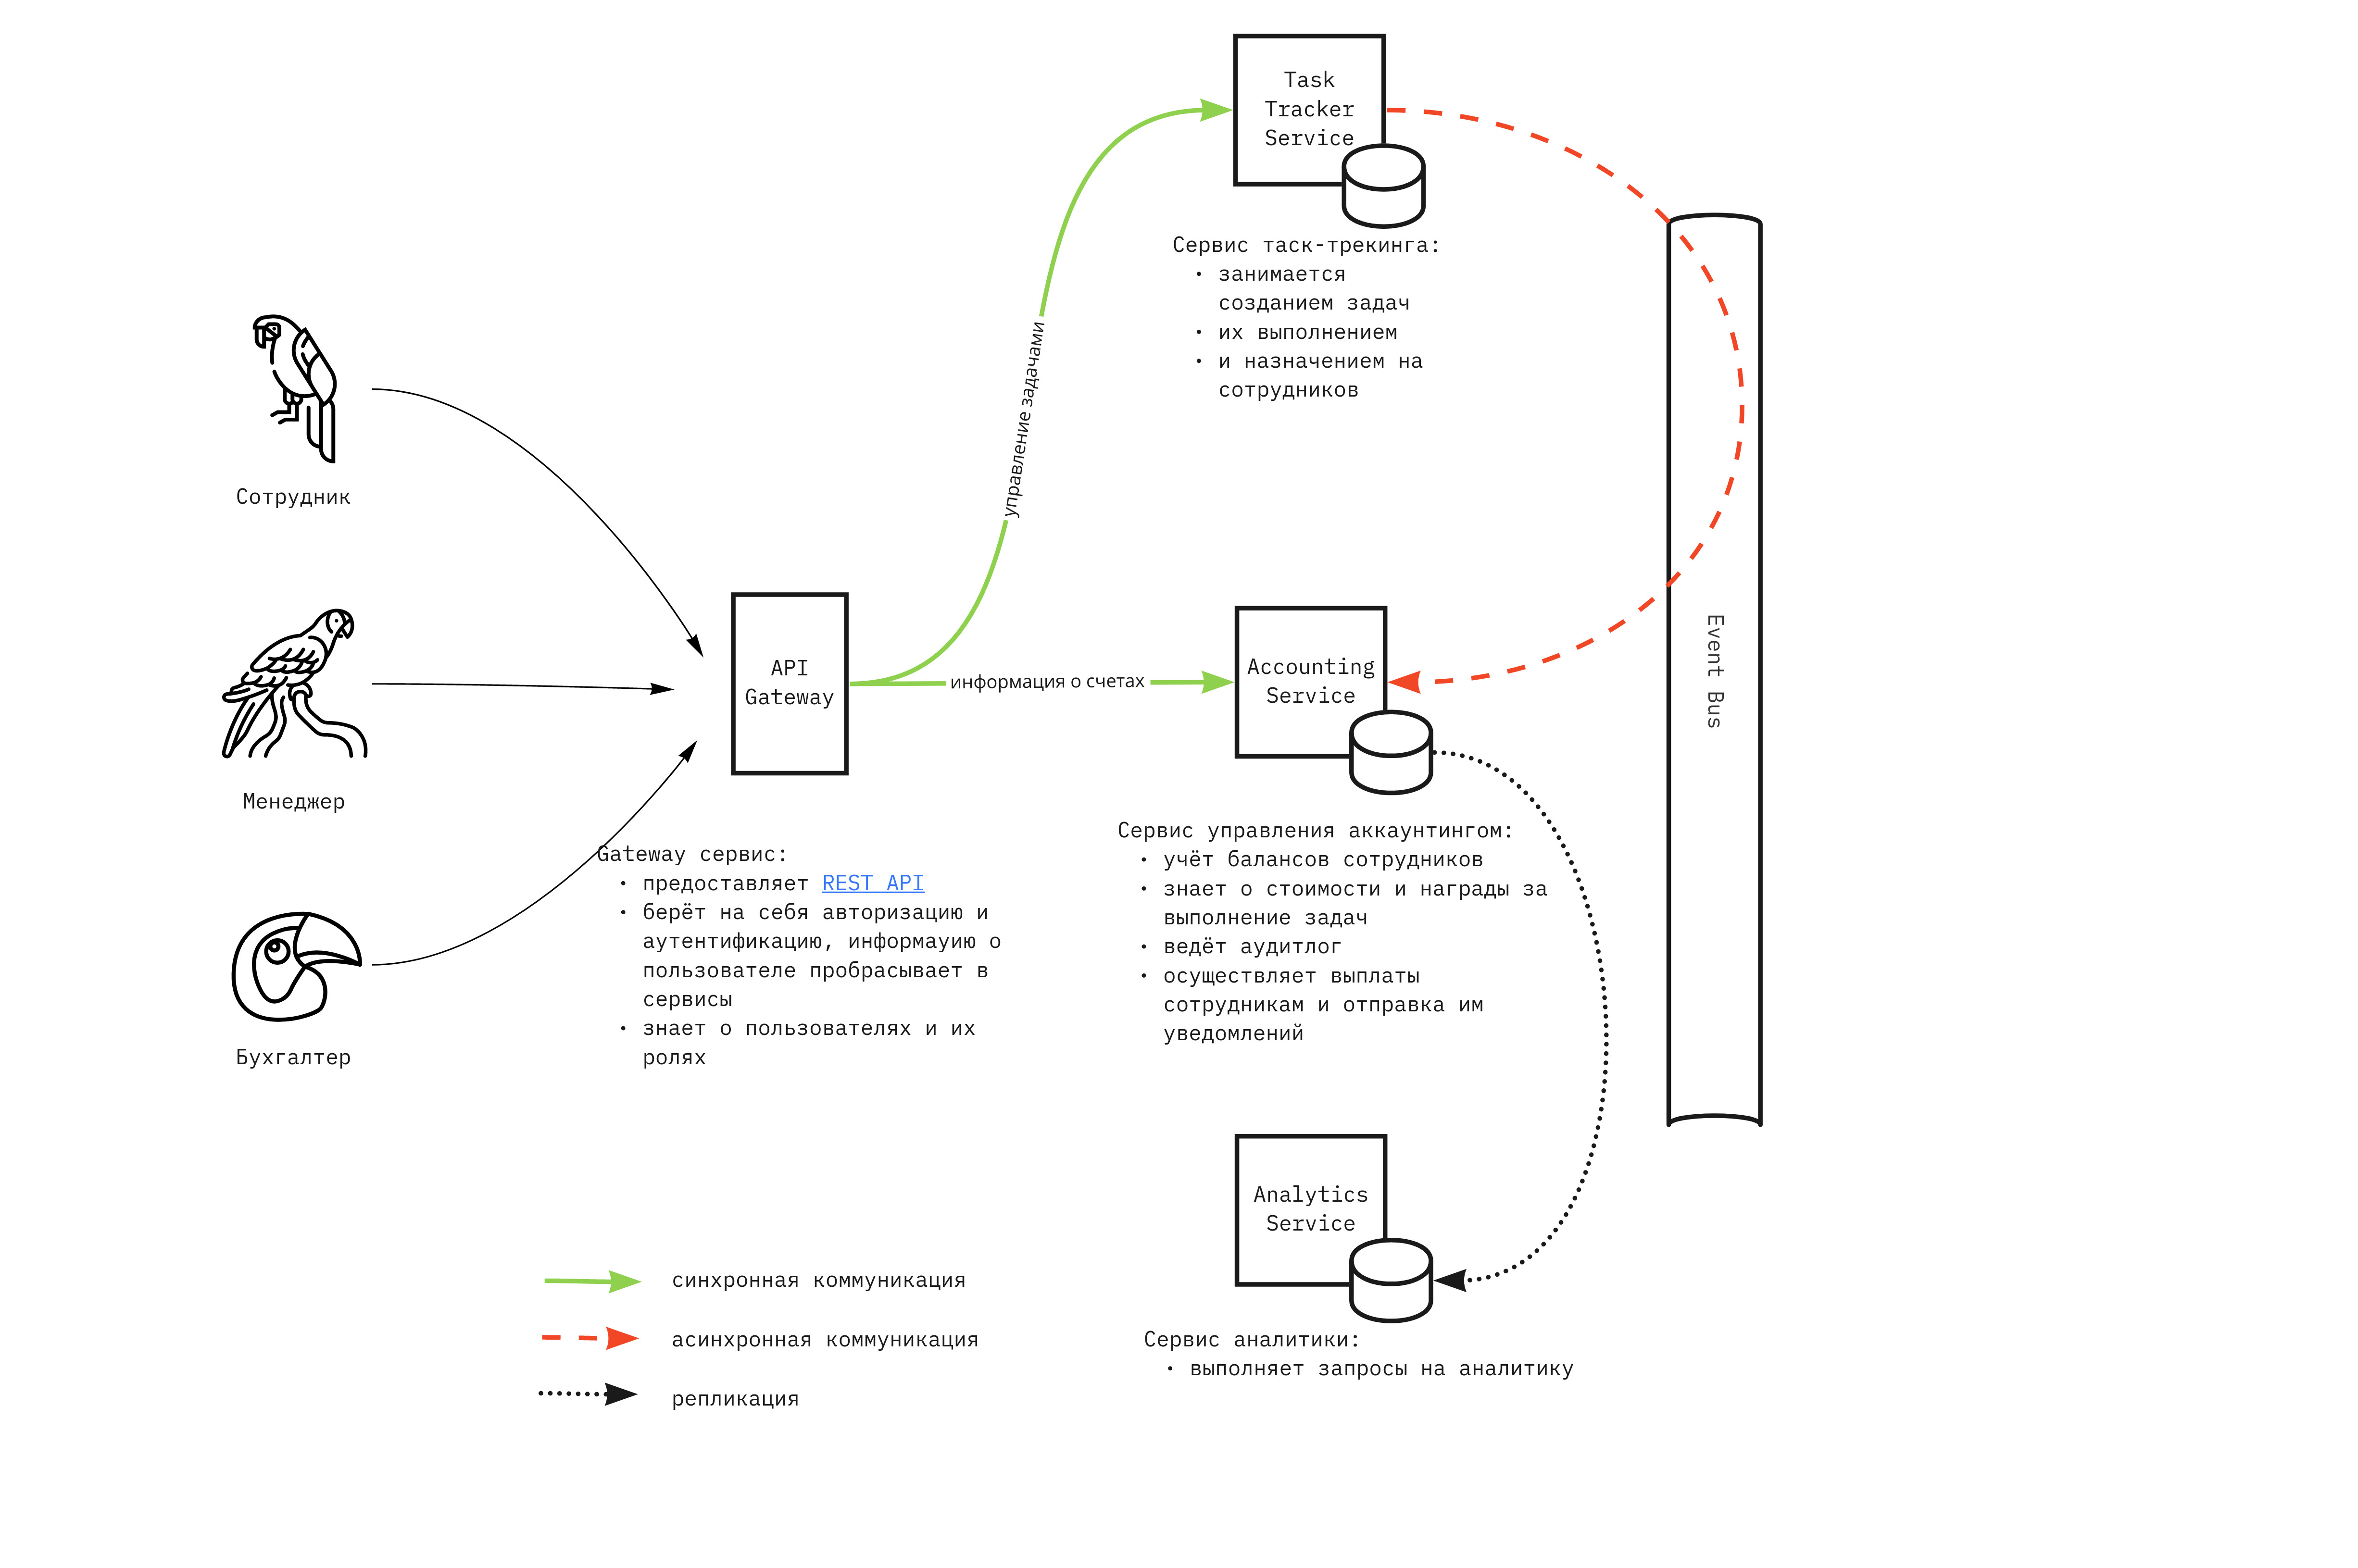 Task
Tracker
Service
Сервис таск-трекинга:
• занимается
созданием задач
• их выполнением
• и назначением на
сотрудников
управление задачами
Сотрудник
Менеджер
Бухгалтер
API
Gateway
информация о счетах
Accounting
Service
Event Bus
Gateway сервис:
• предоставляет REST API
• берёт на себя авторизацию и
аутентификацию, информауию о
пользователе пробрасывает в
сервисы
• знает о пользователях и их
ролях
Сервис управления аккаунтингом:
• учёт балансов сотрудников
• знает о стоимости и награды за
выполнение задач
• ведёт аудитлог
• осуществляет выплаты
сотрудникам и отправка им
уведомлений
Analytics
Service
Сервис аналитики:
• выполняет запросы на аналитику
синхронная коммуникация
асинхронная коммуникация
репликация